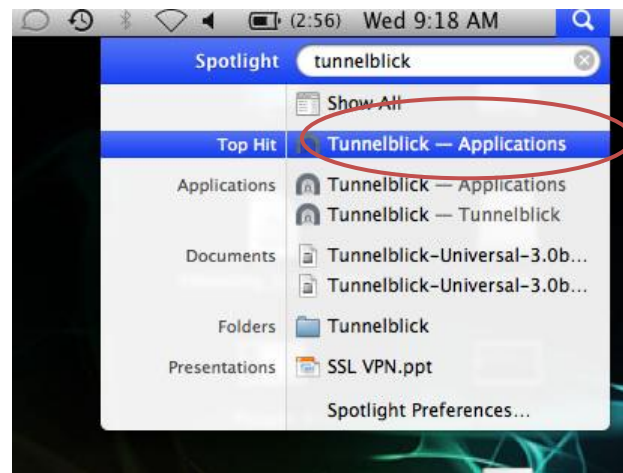 (2:56) Wed 9:18 AM
Spotlight tunnelblick
Show All
Top Hit Tunnelblick — Applications
Applications Tunnelblick — Applications
Tunnelblick — Tunnelblick
Documents Tunnelblick-Universal-3.0b...
Tunnelblick-Universal-3.0b...
Folders Tunnelblick
Presentations SSL VPN.ppt
Spotlight Preferences...